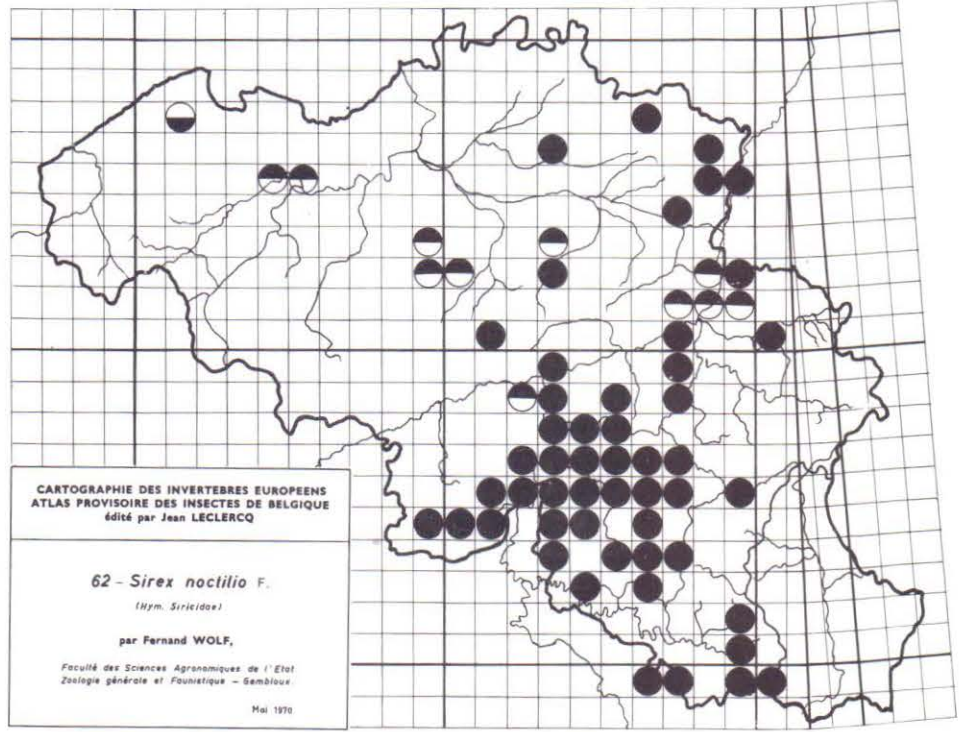 CARTOGRAPHIE DES INVERTEBRES EUROPEENS
ATLAS PROVISOIRE DES INSECTES DE BELGIQUE
édité par Jean LECLERCQ
62 – Sirex noctilio F.
(Hym. Siricidae)
par Fernand WOLF,
Faculté des Sciences Agronomiques de l'Etat
Zoologie générale et Faunistique – Gembloux.
Mai 1970